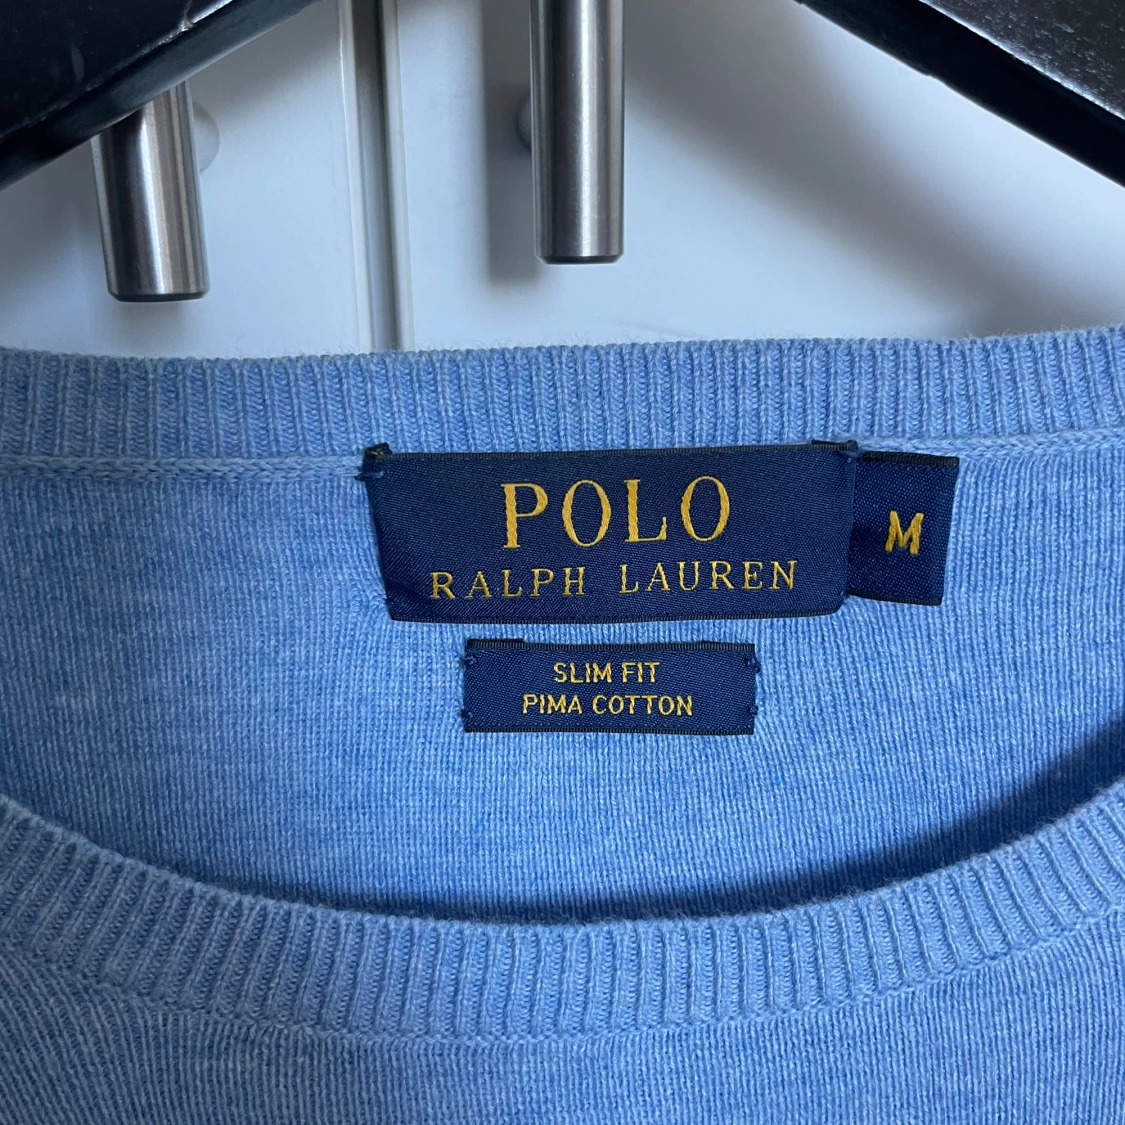 POLO
RALPH LAUREN
M
SLIM FIT
PIMA COTTON